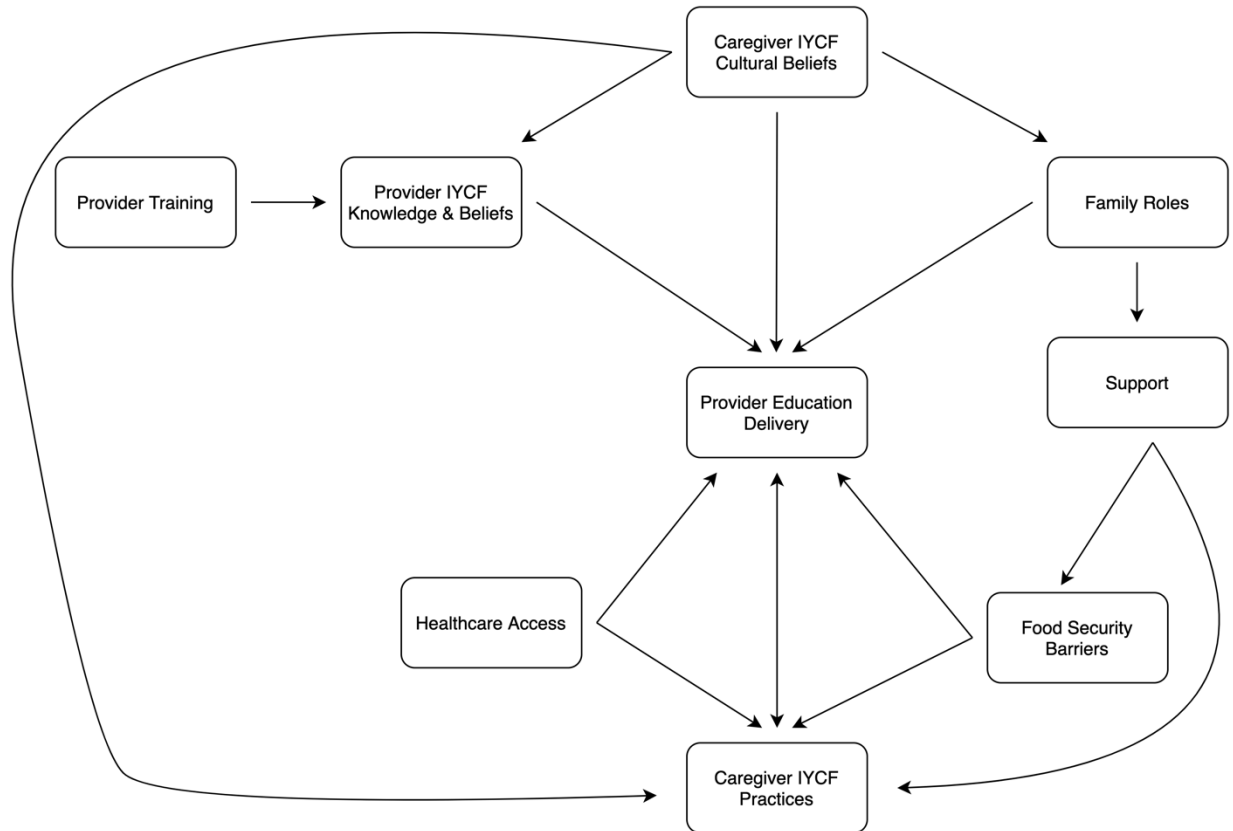 Caregiver IYCF
Cultural Beliefs
Provider Training
Provider IYCF
Knowledge & Beliefs
Family Roles
Support
Provider Education
Delivery
Healthcare Access
Food Security
Barriers
Caregiver IYCF
Practices